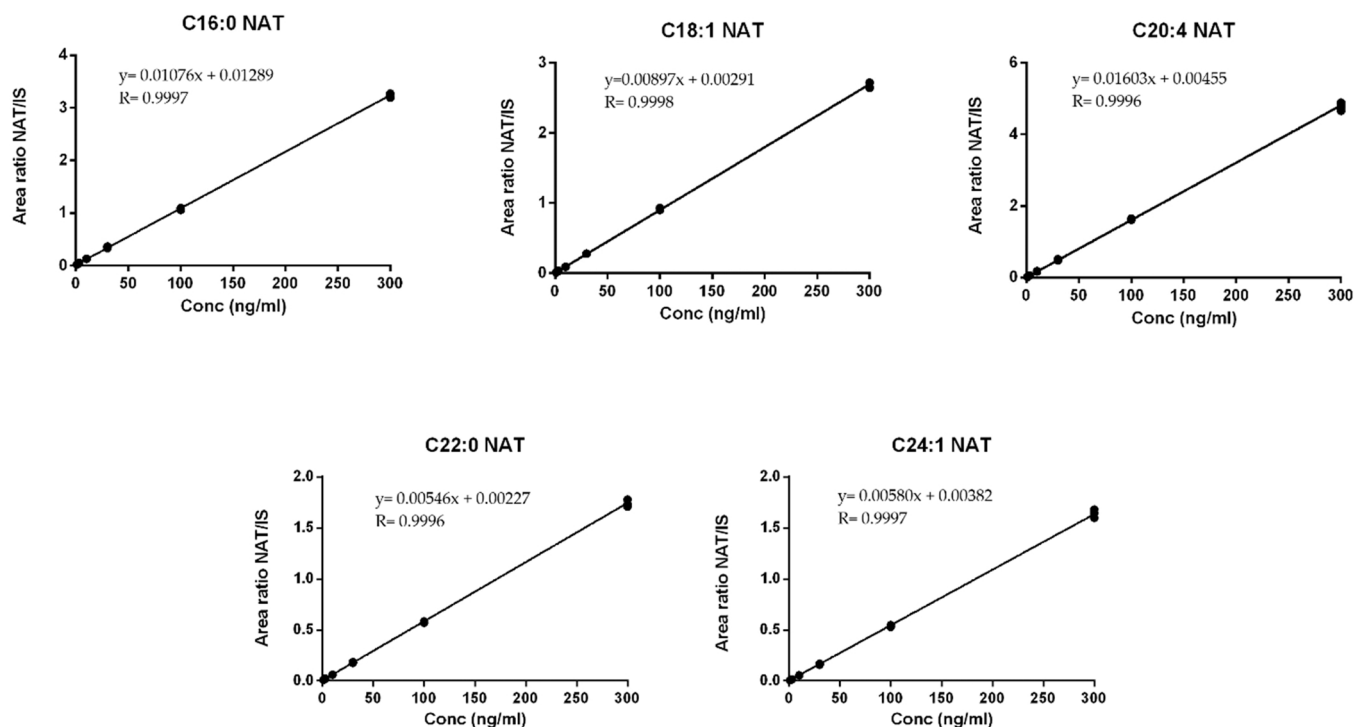 C16:0 NAT
y= 0.01076x + 0.01289
R= 0.9997
Area ratio NAT/IS
4
3
2
1
0
0 50 100 150 200 250 300
Conc (ng/ml)
C18:1 NAT
y=0.00897x + 0.00291
R= 0.9998
Area ratio NAT/IS
3
2
1
0
0 50 100 150 200 250 300
Conc (ng/ml)
C20:4 NAT
y= 0.01603x + 0.00455
R= 0.9996
Area ratio NAT/IS
6
4
2
0
0 50 100 150 200 250 300
Conc (ng/ml)
C22:0 NAT
y= 0.00546x + 0.00227
R= 0.9996
Area ratio NAT/IS
2.0
1.5
1.0
0.5
0.0
0 50 100 150 200 250 300
Conc (ng/ml)
C24:1 NAT
y= 0.00580x + 0.00382
R= 0.9997
Area ratio NAT/IS
2.0
1.5
1.0
0.5
0.0
0 50 100 150 200 250 300
Conc (ng/ml)